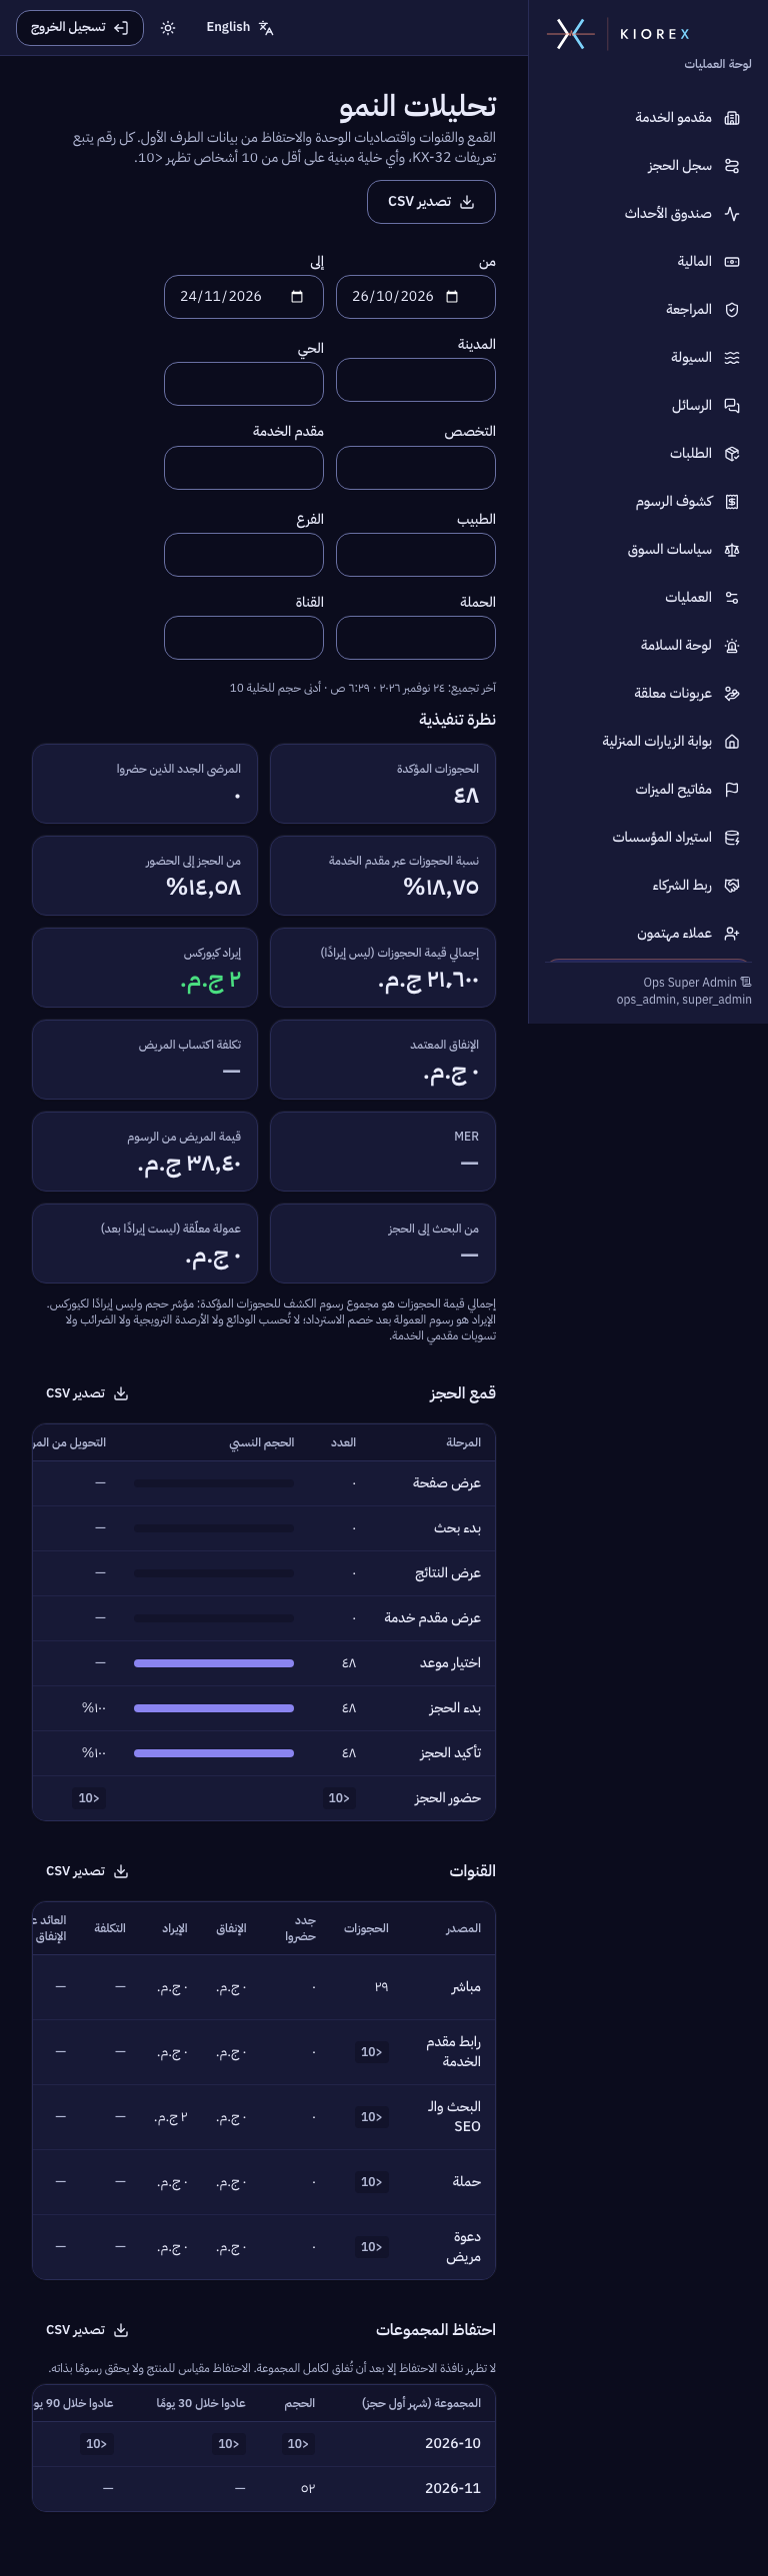 KIOREX
لوحة العمليات
مقدمو الخدمة
سجل الحجز
صندوق الأحداث
المالية
المراجعة
السيولة
الرسائل
الطلبات
كشوف الرسوم
سياسات السوق
العمليات
لوحة السلامة
عربونات معلقة
بوابة الزيارات المنزلية
مفاتيح الميزات
استيراد المؤسسات
ربط الشركاء
عملاء مهتمون
Ops Super Admin
ops_admin, super_admin
English
تسجيل الخروج
تحليلات النمو
القمع والقنوات واقتصاديات الوحدة والاحتفاظ من بيانات الطرف الأول. كل رقم يتبع
تعريفات KX-32، وأي خلية مبنية على أقل من 10 أشخاص تظهر <10.
تصدير CSV
من
إلى
26/10/2026
24/11/2026
المدينة
الحي
التخصص
مقدم الخدمة
الطبيب
الفرع
الحملة
القناة
آخر تجميع: ٢٤ نوفمبر ٢٠٢٦ · ٦:٢٩ ص · أدنى حجم للخلية 10
نظرة تنفيذية
الحجوزات المؤكدة
٤٨
المرضى الجدد الذين حضروا
٠
نسبة الحجوزات عبر مقدم الخدمة
١٨,٧٥%
من الحجز إلى الحضور
١٤,٥٨%
إجمالي قيمة الحجوزات (ليس إيرادًا)
٢١,٦٠٠ ج.م.
إيراد كيوركس
٢ ج.م.
الإنفاق المعتمد
٠ ج.م.
تكلفة اكتساب المريض
—
MER
—
قيمة المريض من الرسوم
٣٨,٤٠ ج.م.
من البحث إلى الحجز
—
عمولة معلّقة (ليست إيرادًا بعد)
٠ ج.م.
إجمالي قيمة الحجوزات هو مجموع رسوم الكشف للحجوزات المؤكدة: مؤشر حجم وليس إيرادًا لكيوركس.
الإيراد هو رسوم العمولة بعد خصم الاسترداد؛ لا تُحسب الودائع ولا الأرصدة الترويجية ولا الضرائب ولا
تسويات مقدمي الخدمة.
قمع الحجز
تصدير CSV
المرحلة العدد الحجم النسبي التحويل من المر
عرض صفحة ٠ —
بدء بحث ٠ —
عرض النتائج ٠ —
عرض مقدم خدمة ٠ —
اختيار موعد ٤٨ —
بدء الحجز ٤٨ ١٠٠%
تأكيد الحجز ٤٨ ١٠٠%
حضور الحجز <10 <10
القنوات
تصدير CSV
المصدر الحجوزات جدد حضروا الإنفاق الإيراد التكلفة العائد ع الإنفاق
مباشر ٢٩ ٠ ٠ ج.م. ٠ ج.م. — —
رابط مقدم الخدمة <10 ٠ ٠ ج.م. ٠ ج.م. — —
البحث والـ SEO <10 ٠ ٠ ج.م. ٢ ج.م. — —
حملة <10 ٠ ٠ ج.م. ٠ ج.م. — —
دعوة مريض <10 ٠ ٠ ج.م. ٠ ج.م. — —
احتفاظ المجموعات
تصدير CSV
لا تظهر نافذة الاحتفاظ إلا بعد أن تُغلق لكامل المجموعة. الاحتفاظ مقياس للمنتج ولا يحقق رسومًا بذاته.
المجموعة (شهر أول حجز) الحجم عادوا خلال 30 يومًا عادوا خلال 90 يو
2026-10 <10 <10 <10
2026-11 ٥٢ — —